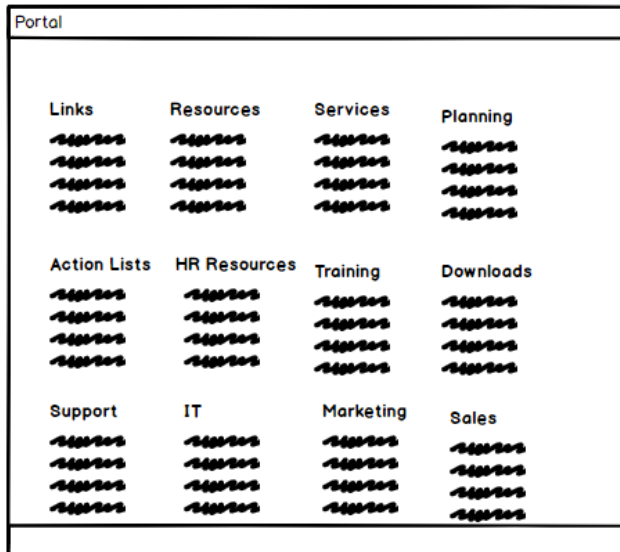 Portal
Links Resources Services Planning
Action Lists HR Resources Training Downloads
Support IT Marketing Sales